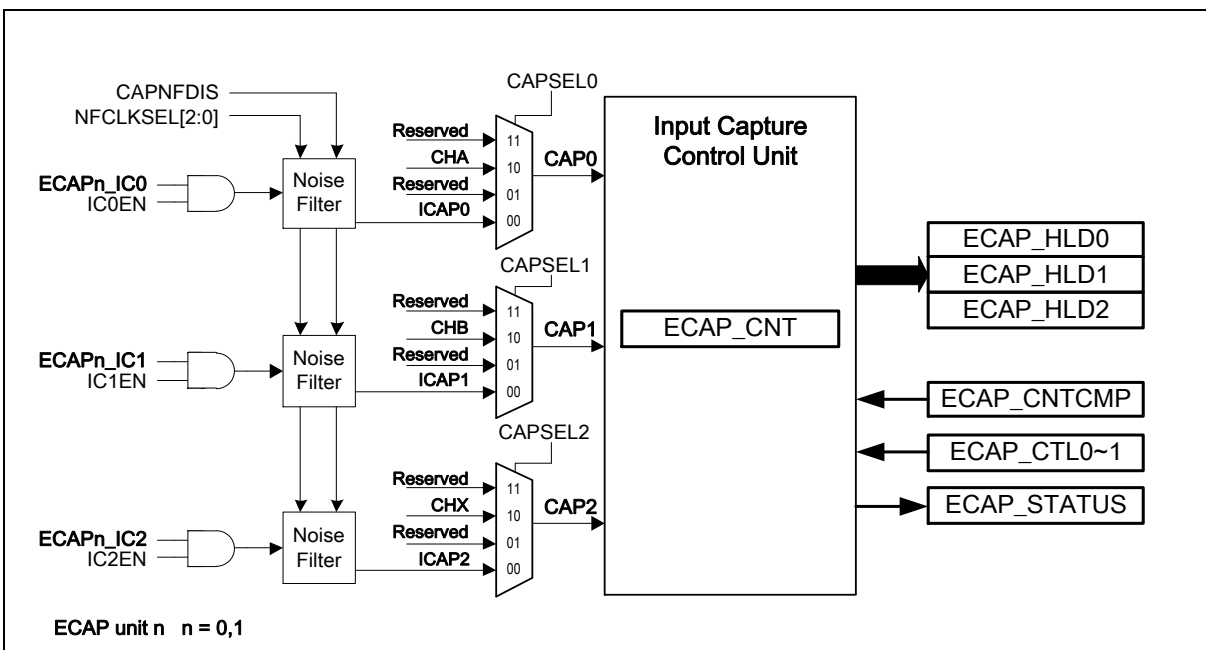 CAPNFDIS
NFCLKSEL[2:0]
ECAPn_IC0
IC0EN
Noise
Filter
CAPSEL0
Reserved
11
CHA
10
Reserved
01
ICAP0
00
CAP0
ECAPn_IC1
IC1EN
Noise
Filter
CAPSEL1
Reserved
11
CHB
10
Reserved
01
ICAP1
00
CAP1
ECAPn_IC2
IC2EN
Noise
Filter
CAPSEL2
Reserved
11
CHX
10
Reserved
01
ICAP2
00
CAP2
Input Capture
Control Unit
ECAP_CNT
ECAP_HLD0
ECAP_HLD1
ECAP_HLD2
ECAP_CNTCMP
ECAP_CTL0~1
ECAP_STATUS
ECAP unit n n = 0,1